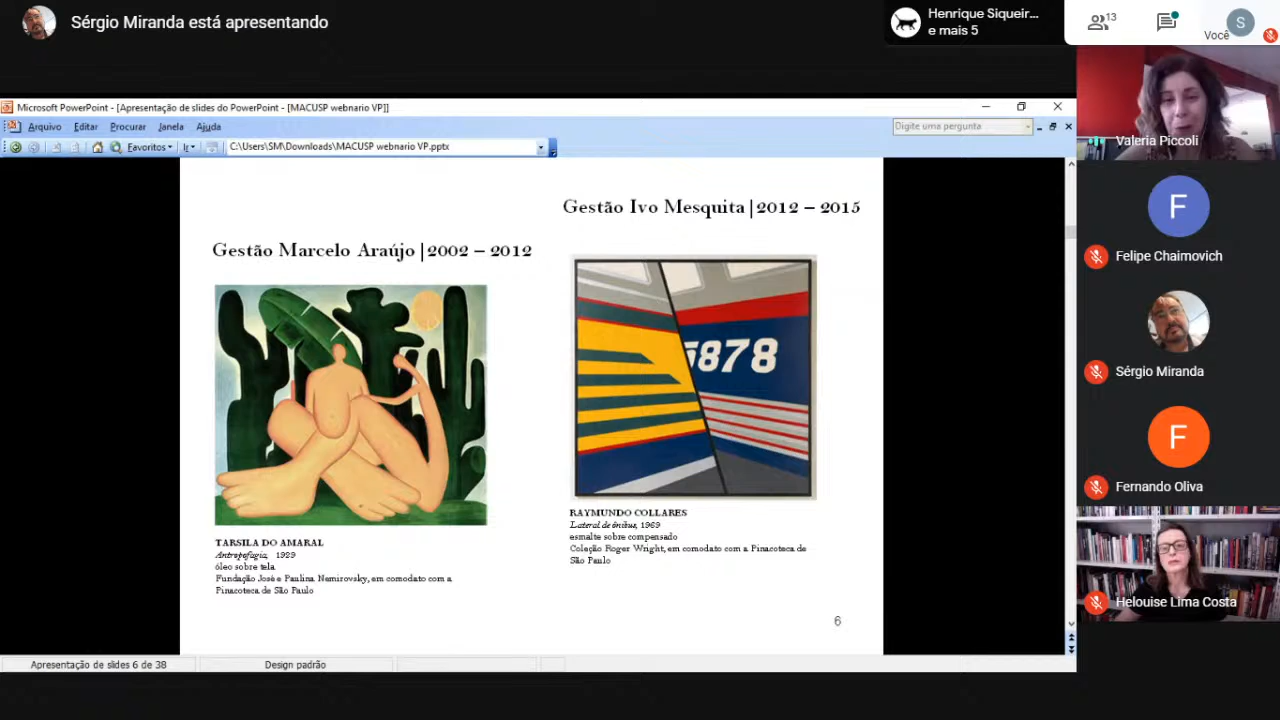 Sérgio Miranda está apresentando
Henrique Siqueir...
e mais 5
13
S
Você
Microsoft PowerPoint - [Apresentação de slides do PowerPoint - [MACUSP webnario VP]]
Arquivo Editar Procurar Janela Ajuda
Digite uma pergunta
Favoritos
Ir
C:\Users\SM\Downloads\MACUSP webnario VP.pptx
Gestão Ivo Mesquita|2012 – 2015
Gestão Marcelo Araújo|2002 – 2012
5878
TARSILA DO AMARAL
Antropofagia, 1929
óleo sobre tela
Fundação José e Paulina Nemirovsky, em comodato com a
Pinacoteca de São Paulo
RAYMUNDO COLLARES
Lateral de ônibus, 1969
esmalte sobre compensado
Coleção Roger Wright, em comodato com a Pinacoteca de
São Paulo
6
Apresentação de slides 6 de 38
Design padrão
Valeria Piccoli
F
Felipe Chaimovich
Sérgio Miranda
F
Fernando Oliva
Helouise Lima Costa